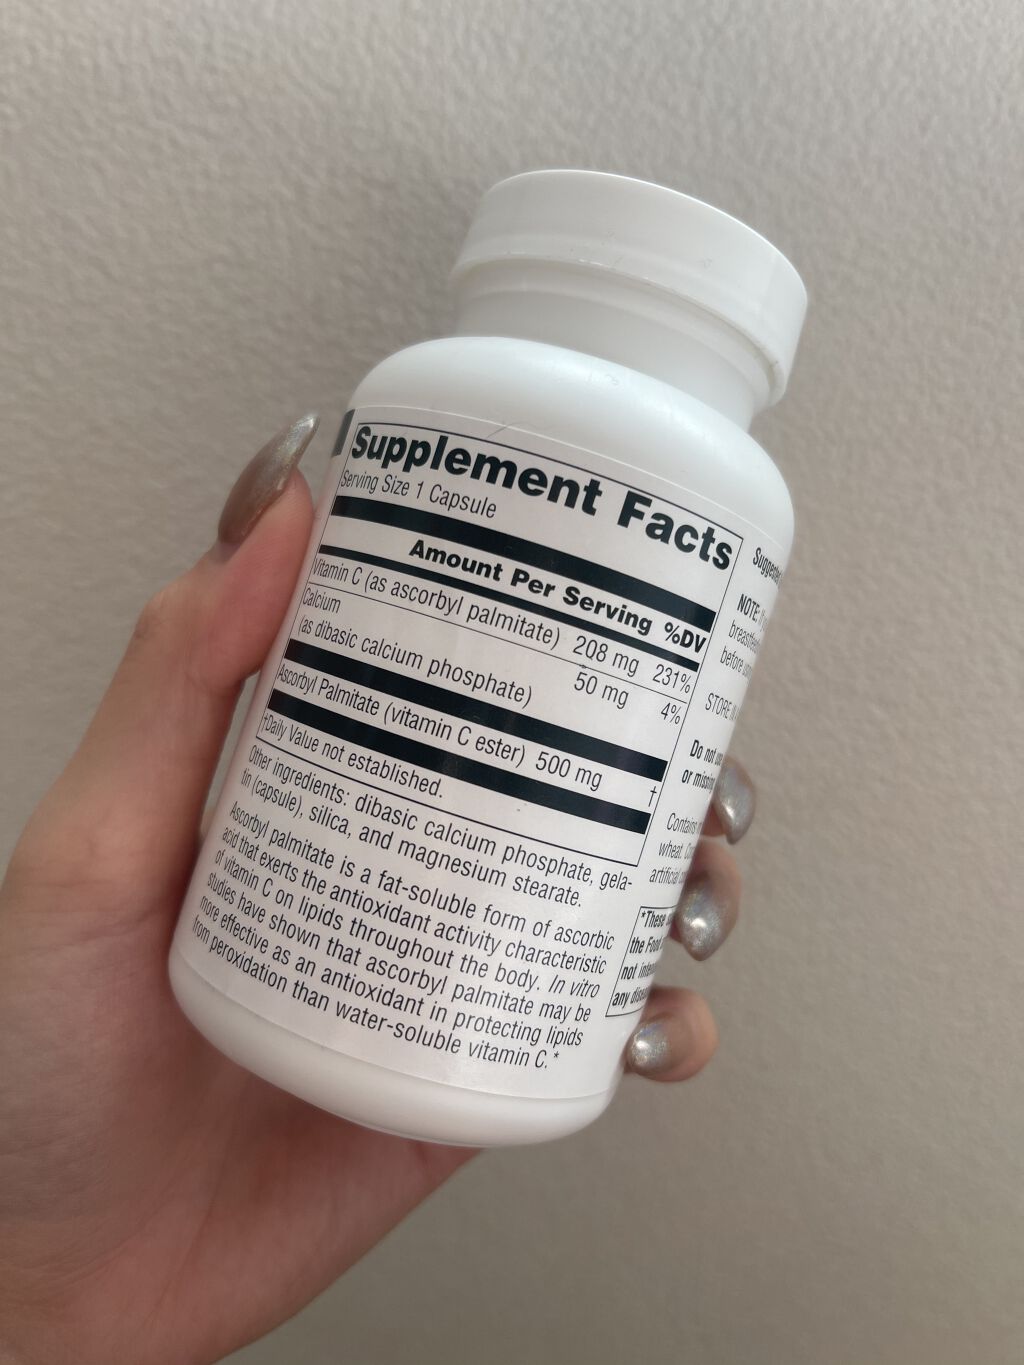 Supplement Facts
Serving Size 1 Capsule
Amount Per Serving %DV
Vitamin C (as ascorbyl palmitate) 208 mg 231%
Calcium 50 mg 4%
(as dibasic calcium phosphate)
Ascorbyl Palmitate (vitamin C ester) 500 mg †
†Daily Value not established.
Other ingredients: dibasic calcium phosphate, gela-
tin (capsule), silica, and magnesium stearate.
Ascorbyl palmitate is a fat-soluble form of ascorbic
acid that exerts the antioxidant activity characteristic
of vitamin C on lipids throughout the body. In vitro
studies have shown that ascorbyl palmitate may be
more effective as an antioxidant in protecting lipids
from peroxidation than water-soluble vitamin C.*
NOTE:
before
STORE IN
Do not
or missing
Contains
wheat.
artificial
*These
the
not
any